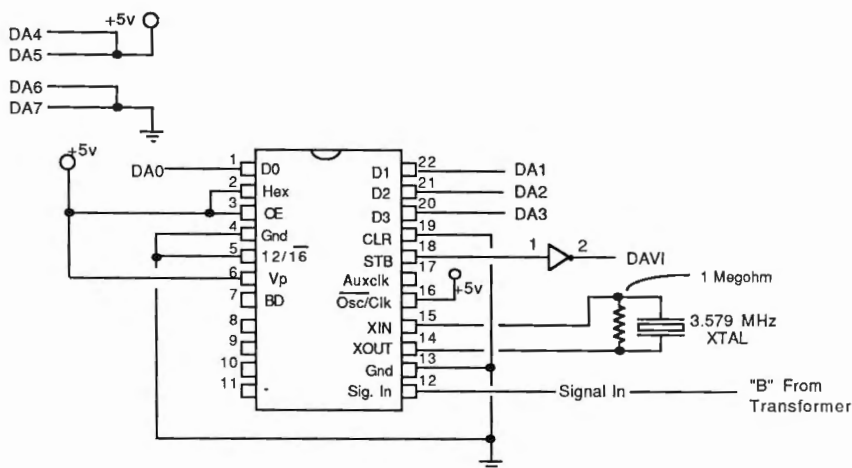 +5v
DA4
DA5
DA6
DA7
+5v
DA0 1 D0 D1 22 DA1
2 Hex D2 21 DA2
3 CE D3 20 DA3
4 Gnd CLR 19
5 12/16 STB 18 1 2 DAVI
6 Vp Auxclk 17 +5v
7 BD Osc/Clk 16
8 XIN 15
9 XOUT 14
10 Gnd 13
11 - Sig. In 12 Signal In
1 Megohm
3.579 MHz
XTAL
"B" From
Transformer